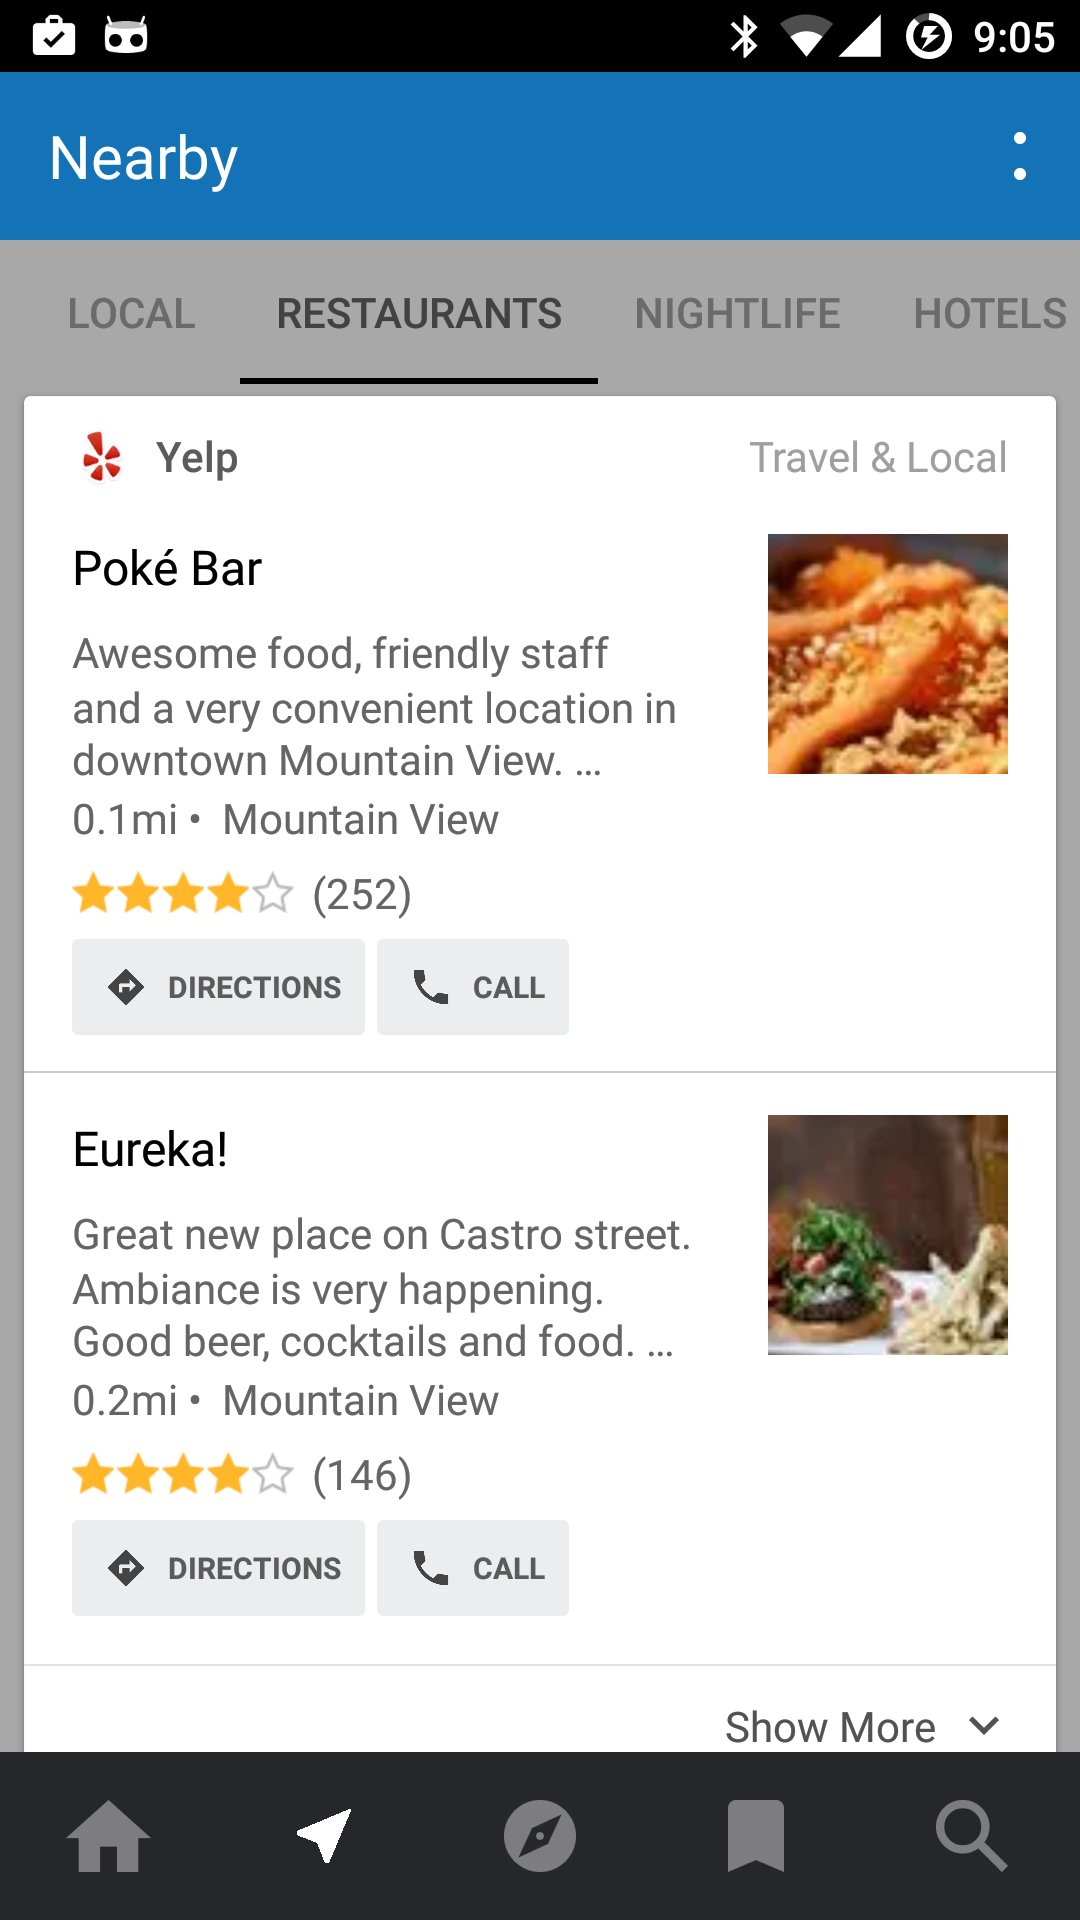 9:05
Nearby
LOCAL RESTAURANTS NIGHTLIFE HOTELS
Yelp Travel & Local
Poké Bar
Awesome food, friendly staff
and a very convenient location in
downtown Mountain View. ...
0.1mi • Mountain View
(252)
DIRECTIONS CALL
Eureka!
Great new place on Castro street.
Ambiance is very happening.
Good beer, cocktails and food. ...
0.2mi • Mountain View
(146)
DIRECTIONS CALL
Show More